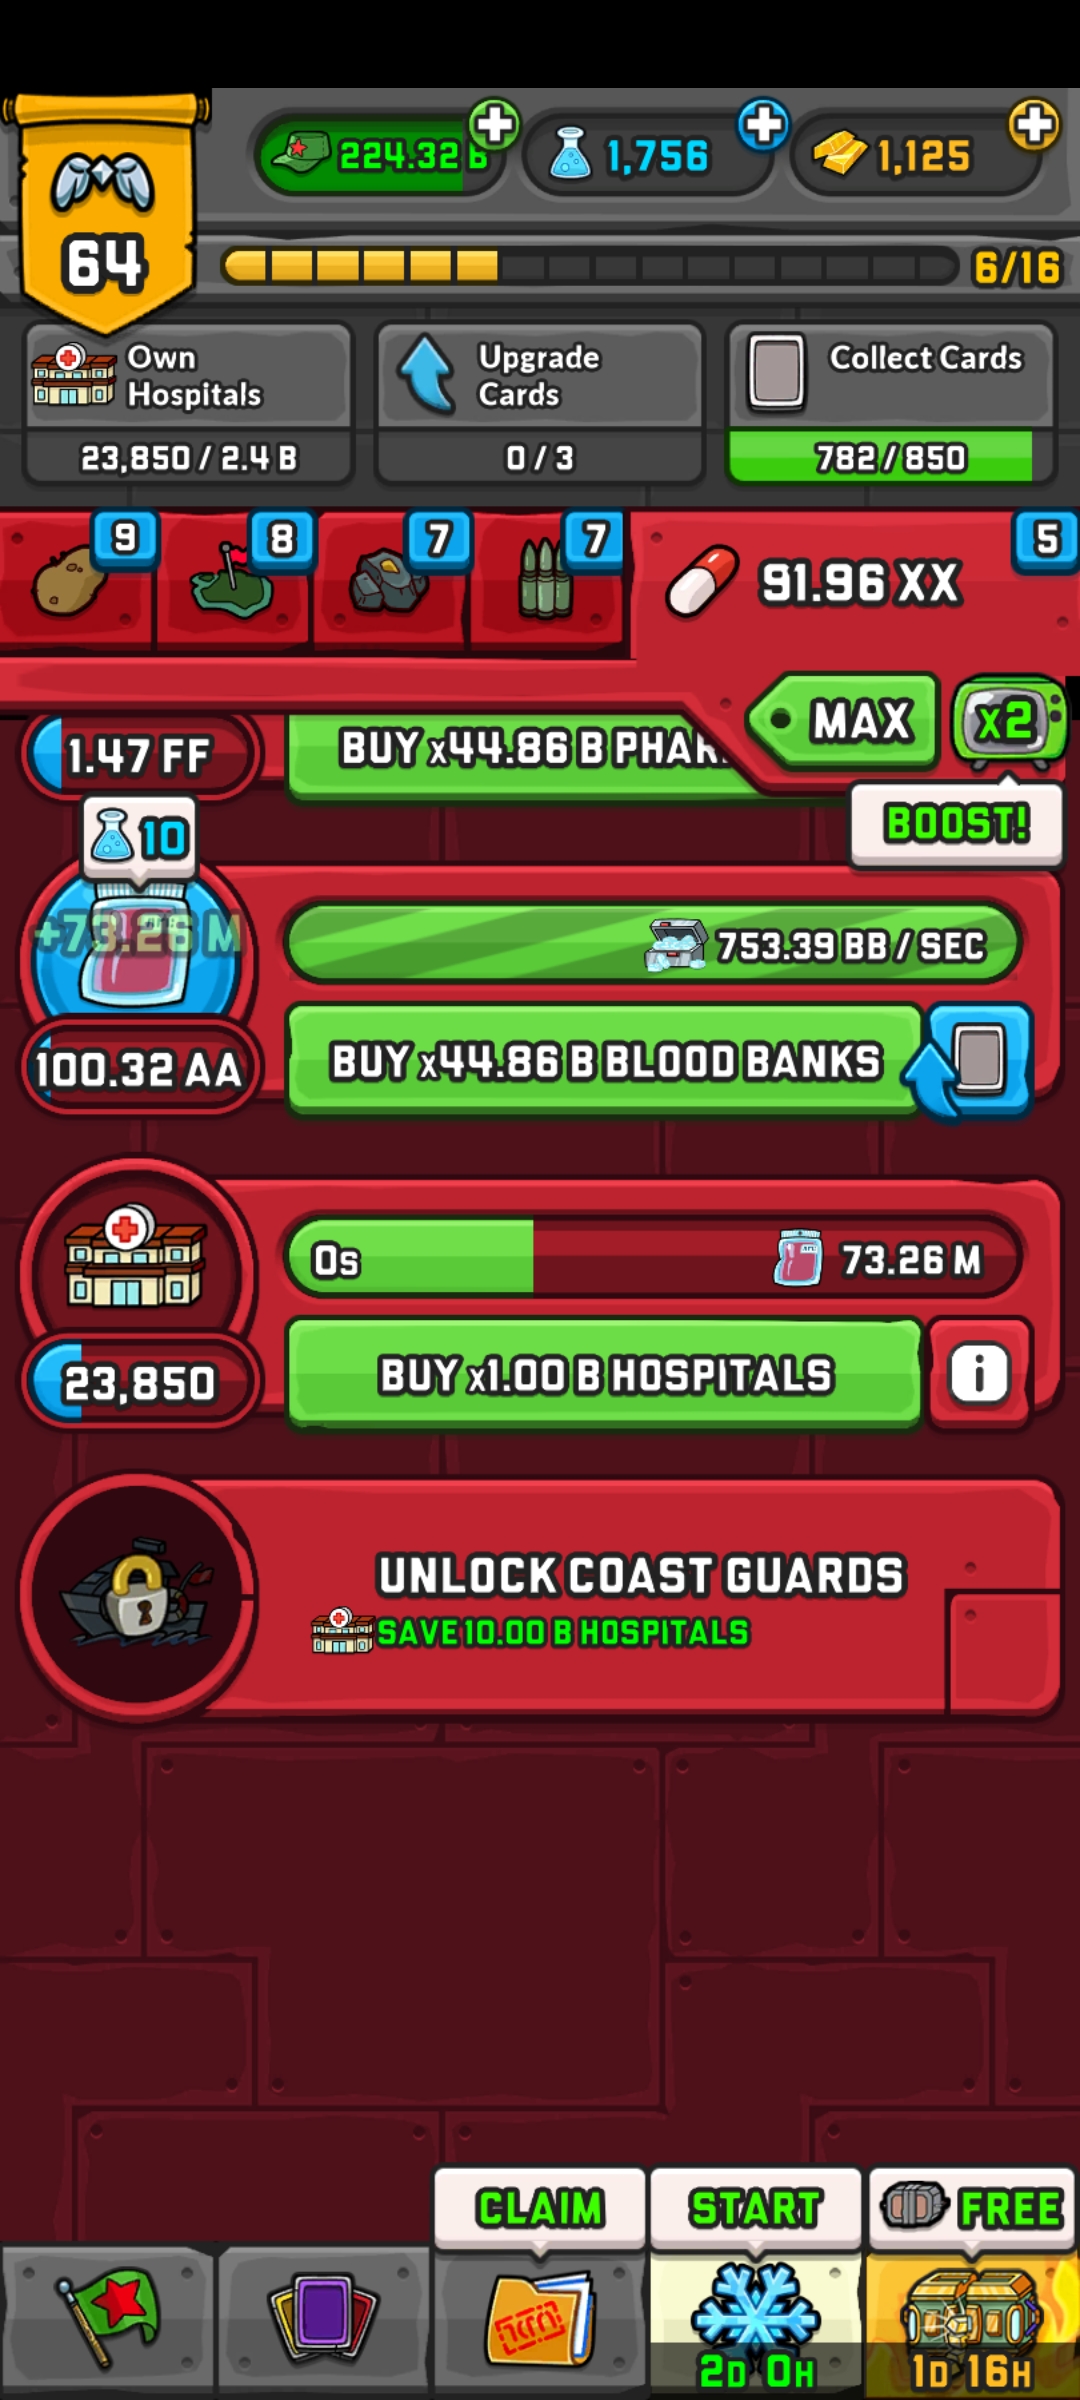 224.32 B
1,756
1,125
64
6/16
Own
Hospitals
23,850 / 2.4 B
Upgrade
Cards
0 / 3
Collect Cards
782 / 850
9
8
7
7
5
91.96 XX
MAX
x2
BOOST!
1.47 FF
BUY x44.86 B PHAR
10
+73.26 M
753.39 BB / SEC
100.32 AA
BUY x44.86 B BLOOD BANKS
0s
73.26 M
23,850
BUY x1.00 B HOSPITALS
i
UNLOCK COAST GUARDS
SAVE 10.00 B HOSPITALS
CLAIM
START
FREE
2D 0H
1D 16H